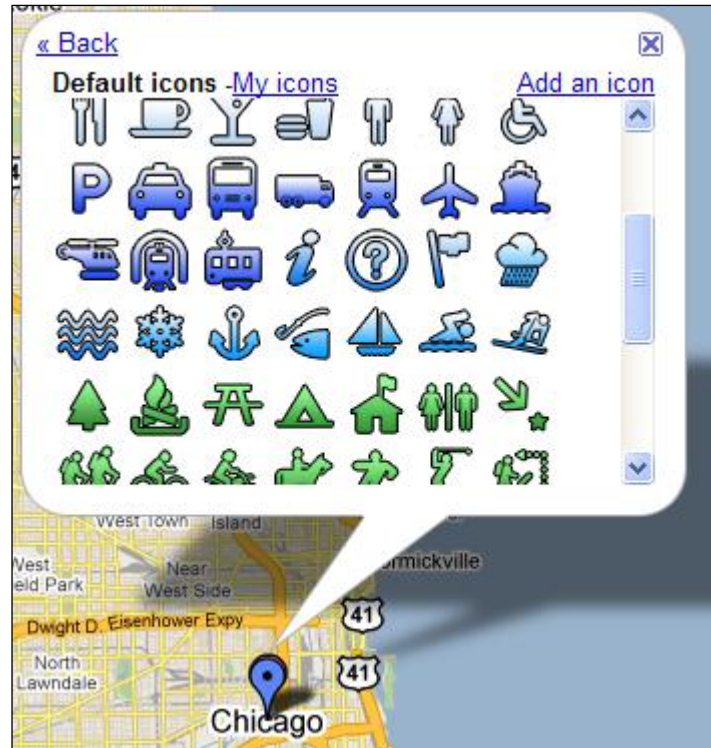 « Back
Default icons -My icons
Add an icon
P
i
?
West Town
Island
West
Near
ormickville
eld Park
West Side
41
Dwight D. Eisenhower Expy
North
41
Lawndale
Chicago